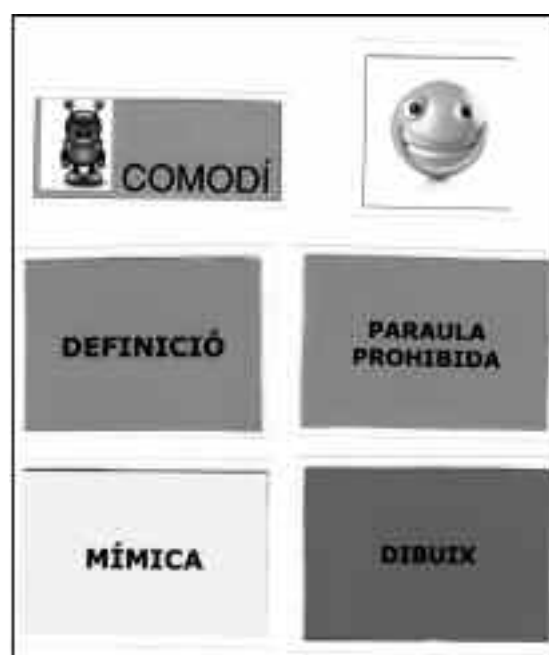 COMODÍ
DEFINICIÓ
PARAULA
PROHIBIDA
MÍMICA
DIBUIX